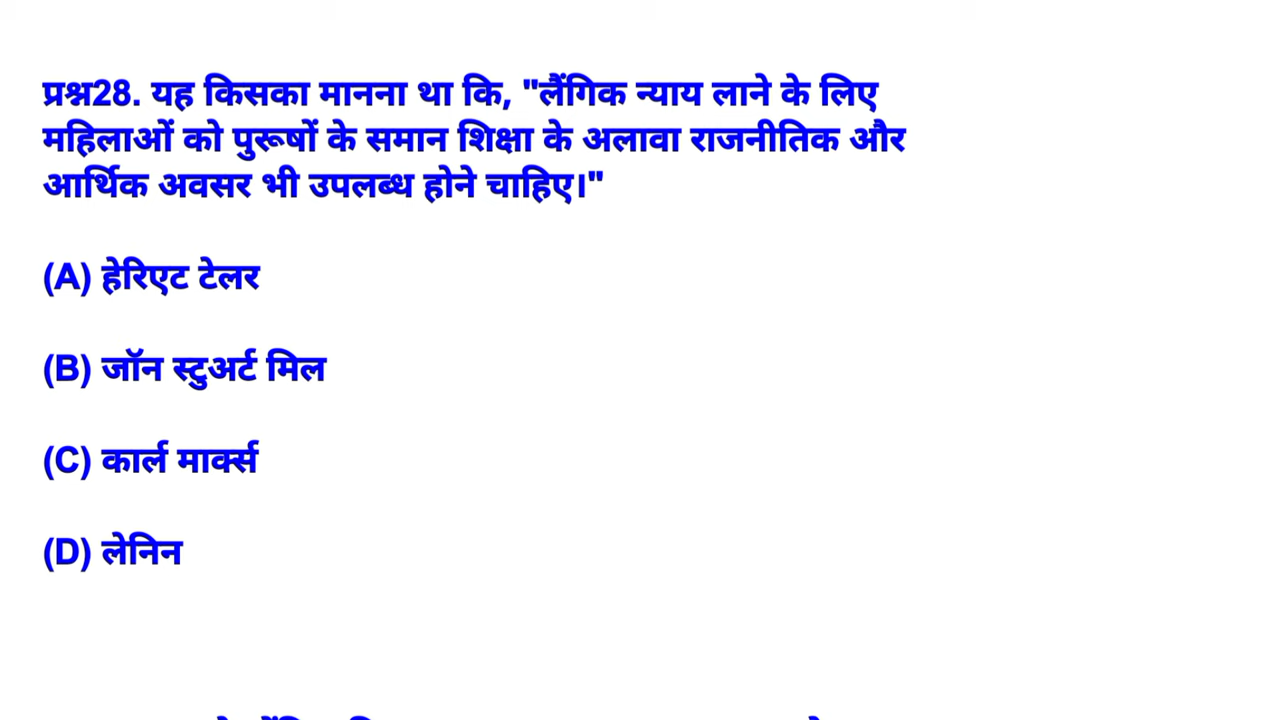 प्रश्न28. यह किसका मानना था कि, "लैंगिक न्याय लाने के लिए
महिलाओं को पुरूषों के समान शिक्षा के अलावा राजनीतिक और
आर्थिक अवसर भी उपलब्ध होने चाहिए।"
(A) हेरिएट टेलर
(B) जॉन स्टुअर्ट मिल
(C) कार्ल मार्क्स
(D) लेनिन